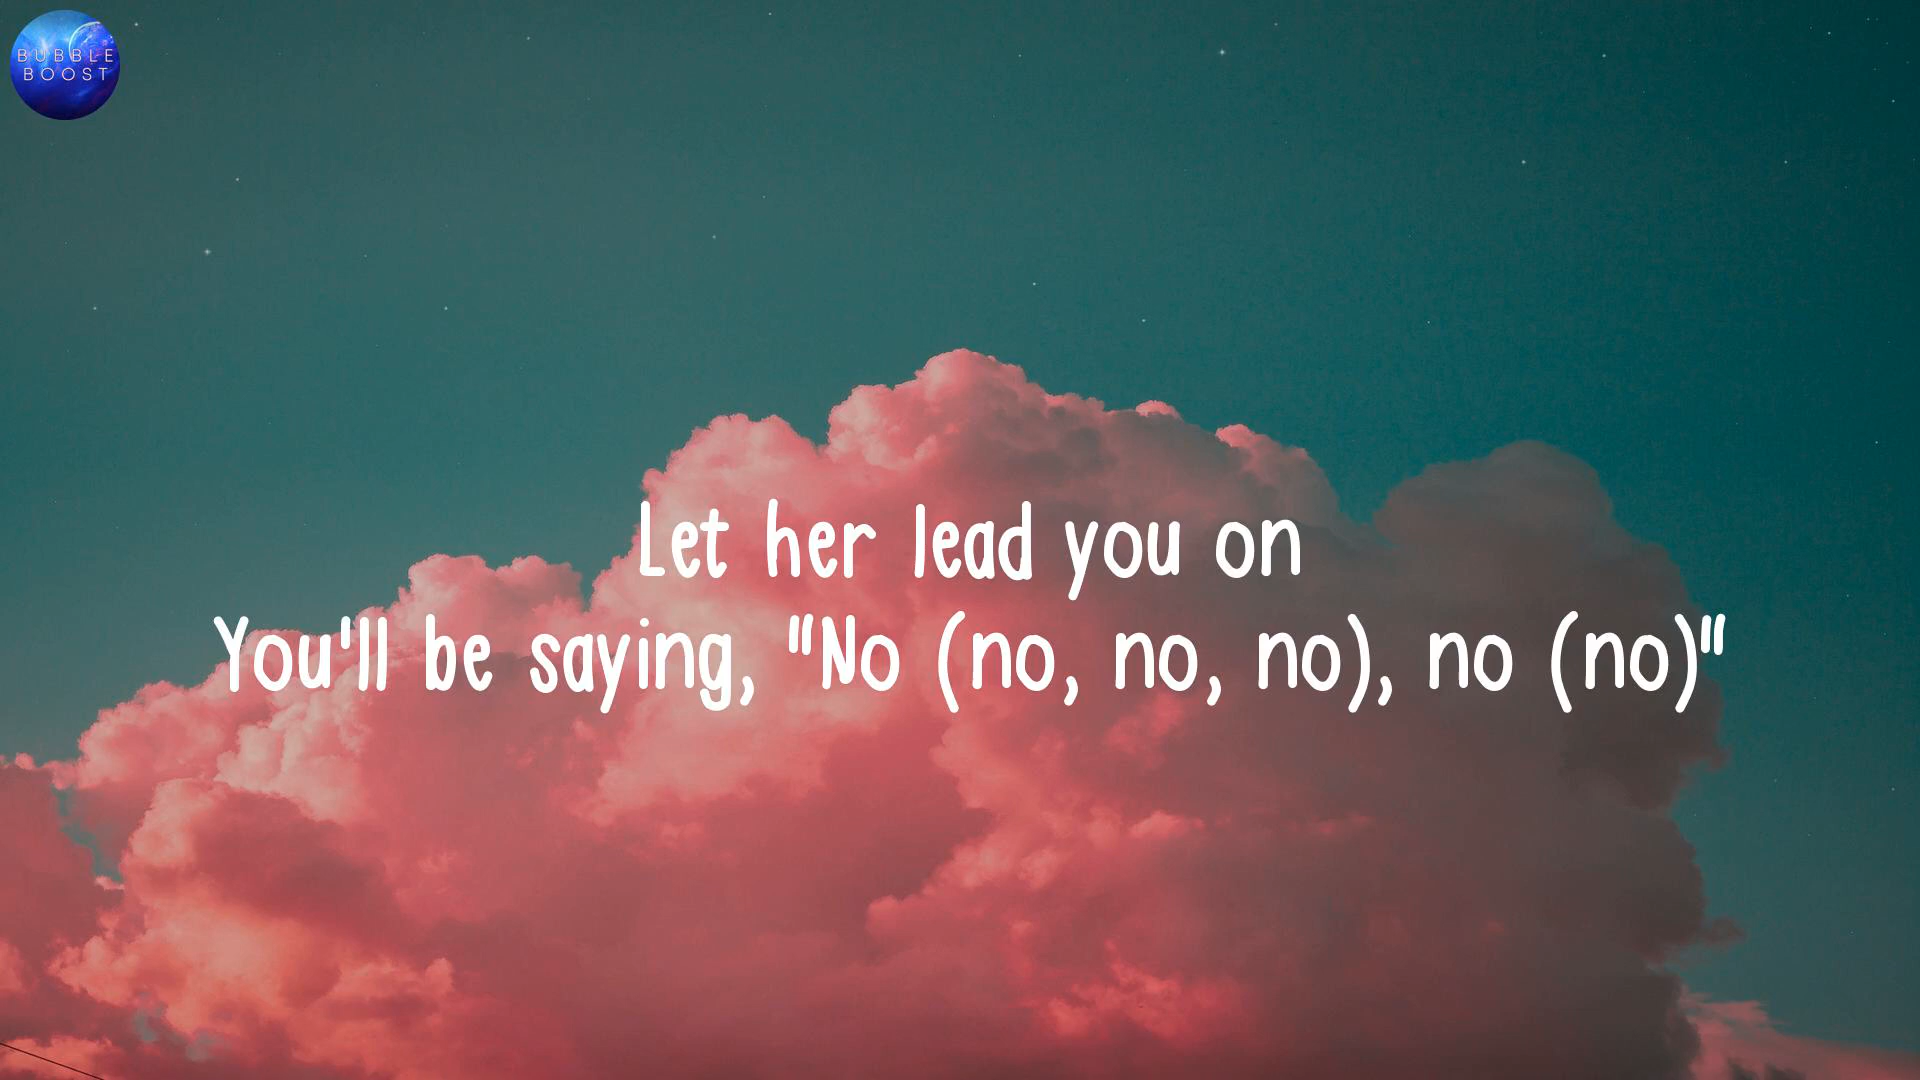 BUBBLE
BOOST
Let her lead you on
You'll be saying, "No (no, no, no), no (no)"